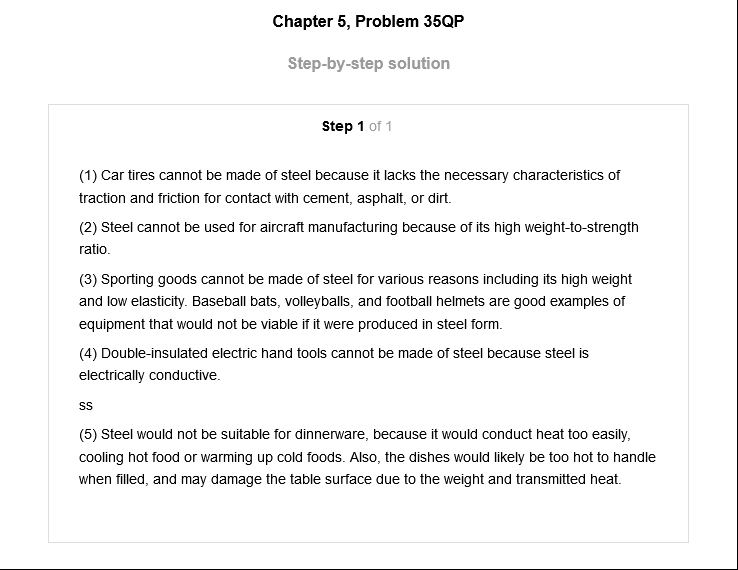 Chapter 5, Problem 35QP
Step-by-step solution
Step 1 of 1
(1) Car tires cannot be made of steel because it lacks the necessary characteristics of
traction and friction for contact with cement, asphalt, or dirt.
(2) Steel cannot be used for aircraft manufacturing because of its high weight-to-strength
ratio.
(3) Sporting goods cannot be made of steel for various reasons including its high weight
and low elasticity. Baseball bats, volleyballs, and football helmets are good examples of
equipment that would not be viable if it were produced in steel form.
(4) Double-insulated electric hand tools cannot be made of steel because steel is
electrically conductive.
ss
(5) Steel would not be suitable for dinnerware, because it would conduct heat too easily,
cooling hot food or warming up cold foods. Also, the dishes would likely be too hot to handle
when filled, and may damage the table surface due to the weight and transmitted heat.